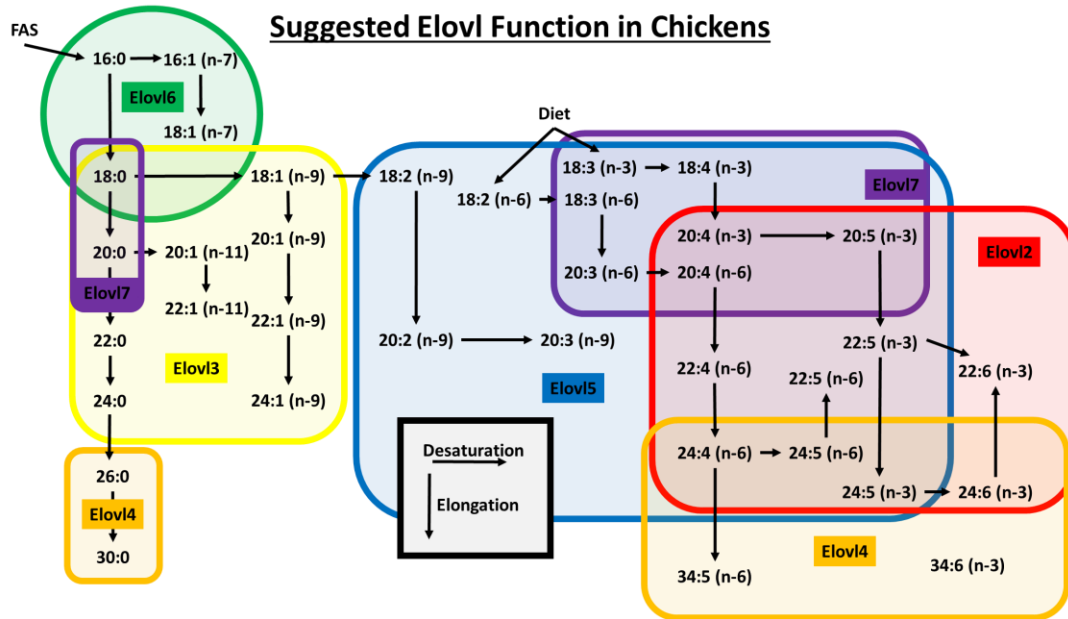 Suggested Elovl Function in Chickens
FAS
16:0
16:1 (n-7)
Elovl6
18:1 (n-7)
Diet
18:0
18:1 (n-9)
18:2 (n-9)
18:2 (n-6)
18:3 (n-3)
18:4 (n-3)
Elovl7
18:3 (n-6)
20:0
20:1 (n-11)
20:1 (n-9)
20:4 (n-3)
20:5 (n-3)
Elovl2
20:3 (n-6)
20:4 (n-6)
Elovl7
22:1 (n-11)
22:1 (n-9)
22:0
20:2 (n-9)
20:3 (n-9)
22:5 (n-3)
Elovl3
Elovl5
22:4 (n-6)
22:5 (n-6)
22:6 (n-3)
24:0
24:1 (n-9)
Desaturation
Elongation
24:4 (n-6)
24:5 (n-6)
24:5 (n-3)
24:6 (n-3)
26:0
Elovl4
30:0
Elovl4
34:5 (n-6)
34:6 (n-3)